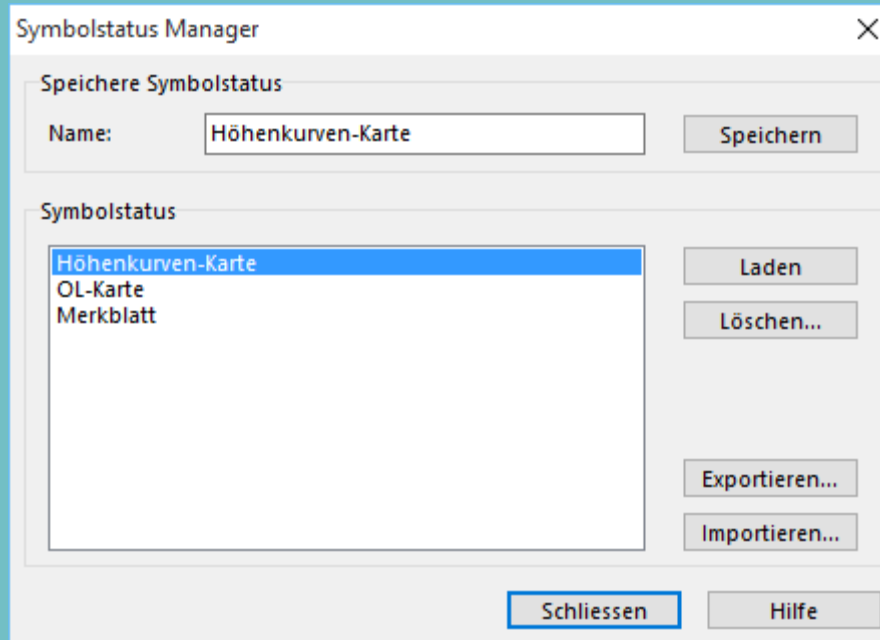 Symbolstatus Manager
Speichere Symbolstatus
Name: Höhenkurven-Karte Speichern
Symbolstatus
Höhenkurven-Karte Laden
OL-Karte
Merkblatt Löschen...
Exportieren...
Importieren...
Schliessen Hilfe